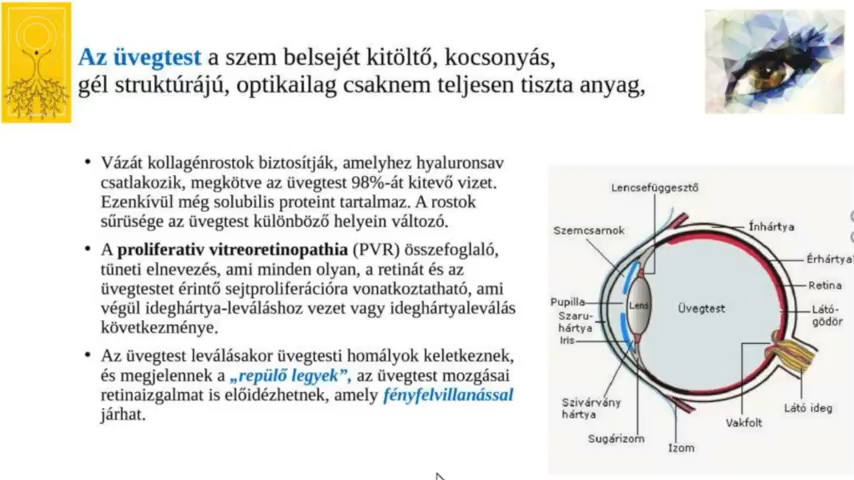 Az üvegtest a szem belsejét kitöltő, kocsonyás,
gél struktúrájú, optikailag csaknem teljesen tiszta anyag,
• Vázát kollagénrostok biztosítják, amelyhez hyaluronsav
csatlakozik, megkötve az üvegtest 98%-át kitevő vizet.
Ezenkívül még solubilis proteint tartalmaz. A rostok
sűrüsége az üvegtest különböző helyein változó.
• A proliferativ vitreoretinopathia (PVR) összefoglaló,
tüneti elnevezés, ami minden olyan, a retinát és az
üvegtestet érintő sejtproliferációra vonatkoztatható, ami
végül ideghártya-leváláshoz vezet vagy ideghártyaleválás
következménye.
• Az üvegtest leválásakor üvegtesti homályok keletkeznek,
és megjelennek a „repülő legyek”, az üvegtest mozgásai
retinaizgalmat is előidézhetnek, amely fényfelvillanással
járhat.
Lencsefüggesztő
Szemcsarnok
Ínhártya
Érhártya
Retina
Pupilla
Lens
Üvegtest
Látó-
gödör
Szaru-
hártya
Iris
Szivárvány
hártya
Sugárizom
Izom
Vakfolt
Látó ideg